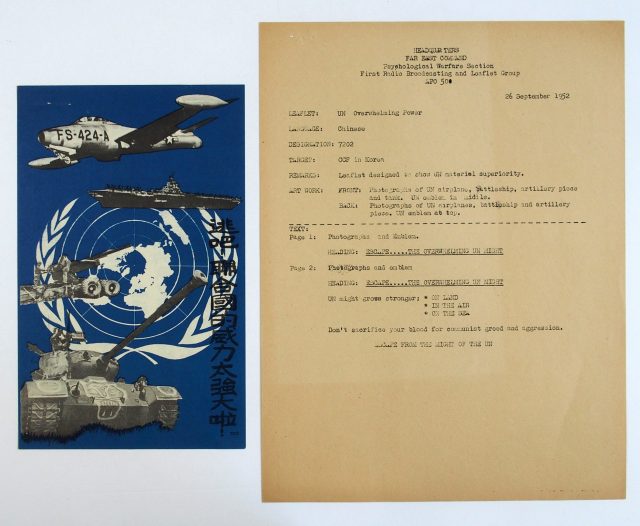 FS-424-A
逃吧!聯合國的威力太強大啦!
HEADQUARTERS
FAR EAST COMMAND
Psychological Warfare Section
First Radio Broadcasting and Leaflet Group
APO 500
26 September 1952
LEAFLET: UN Overwhelming Power
LANGUAGE: Chinese
DESIGNATION: 7202
TARGET: CCF in Korea
REMARKS: Leaflet designed to show UN material superiority.
ART WORK: FRONT: Photographs of UN airplane, battleship, artillery piece
and tank. UN emblem in middle.
BACK: Photographs of UN airplanes, battleship and artillery
pieces. UN emblem at top.
TEXT:
Page 1: Photographs and Emblem.
HEADING: ESCAPE.....THE OVERWHELMING UN MIGHT
Page 2: Photographs and emblem
HEADING: ESCAPE.....THE OVERWHELMING UN MIGHT
UN might grows stronger: * ON LAND
* IN THE AIR
* ON THE SEA
Don't sacrifice your blood for communist greed and aggression.
ESCAPE FROM THE MIGHT OF THE UN